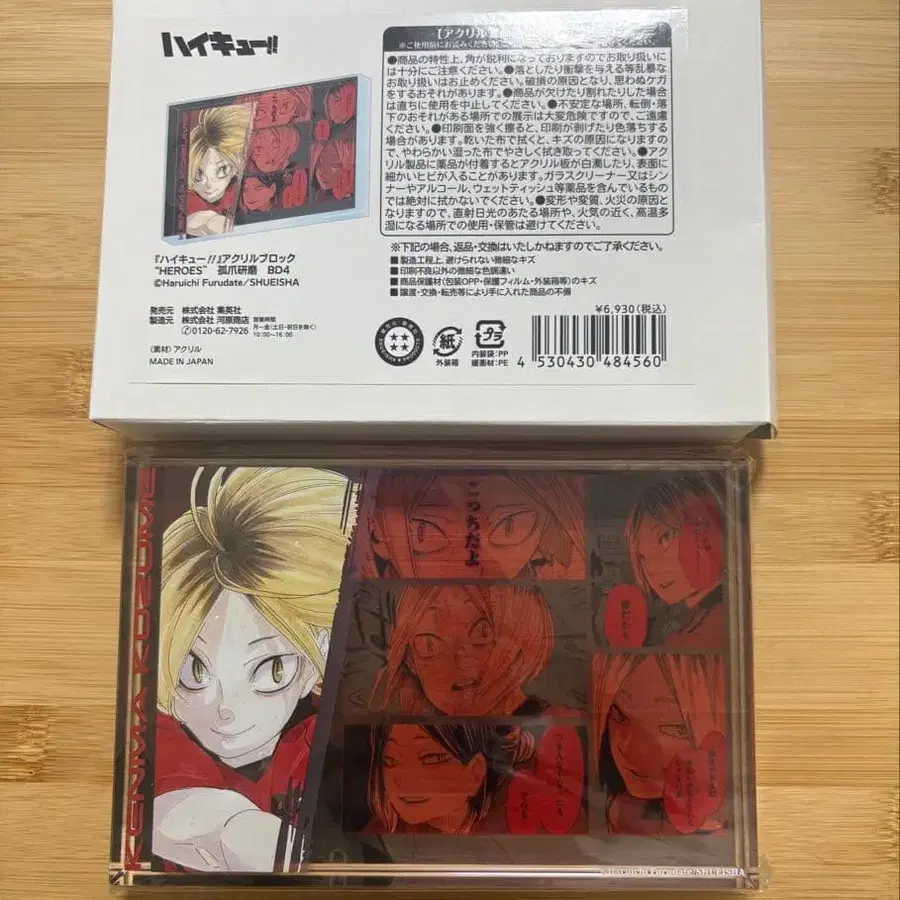 ハイキュー!!
【アクリル
※ご使用前にお読みくださ
●商品の特性上、角が鋭利になっておりますのでお取り扱いには
十分にご注意ください。●落としたり衝撃を与える等乱暴な
お取り扱いはお止めください。破損の原因となり、思わぬケガ
をするおそれがあります。●商品が欠けたり割れたりした場合
は直ちに使用を中止してください。●不安定な場所、転倒・落
下のおそれがある場所での展示は大変危険ですので、ご遠慮
ください。●印刷面を強く擦ると、印刷が剥げたり色落ちする
場合があります。乾いた布で拭くと、キズの原因になりますの
で、やわらかい湿った布でやさしく拭き取ってください。●アク
リル製品に薬品が付着するとアクリル板が白濁したり、表面に
細かいヒビが入ることがあります。ガラスクリーナー又はシン
ナーやアルコール、ウェットティッシュ等薬品を含んでいるもの
では絶対に拭かないでください。●変形や変質、火災の原因と
なりますので、直射日光のあたる場所や、火気の近く、高温多
湿になる場所での使用・保管は避けてください。
※下記の場合、返品・交換はいたしかねますのでご了承ください。
■製造工程上、避けられない微細なキズ
■印刷不良以外の微細な色調違い
■商品保護材(包装OPP・保護フィルム・外装箱等)のキズ
■譲渡・交換・転売等により手に入れた商品の不備
『ハイキュー!!』アクリルブロック
"HEROES" 孤爪研磨 BD4
©Haruichi Furudate/SHUEISHA
発売元 株式会社 集英社
製造元 株式会社 河原商店
0120-62-7926
営業時間
月〜金(土日・祝日を除く)
10:00〜16:00
(素材)アクリル
MADE IN JAPAN
紙
外装箱
プラ
内装袋:PP
緩衝材:PE
¥6,930(税込)
4 530430 484560
KENMA KOZUME
こっちだよ
©Haruichi Furudate/SHUEISHA